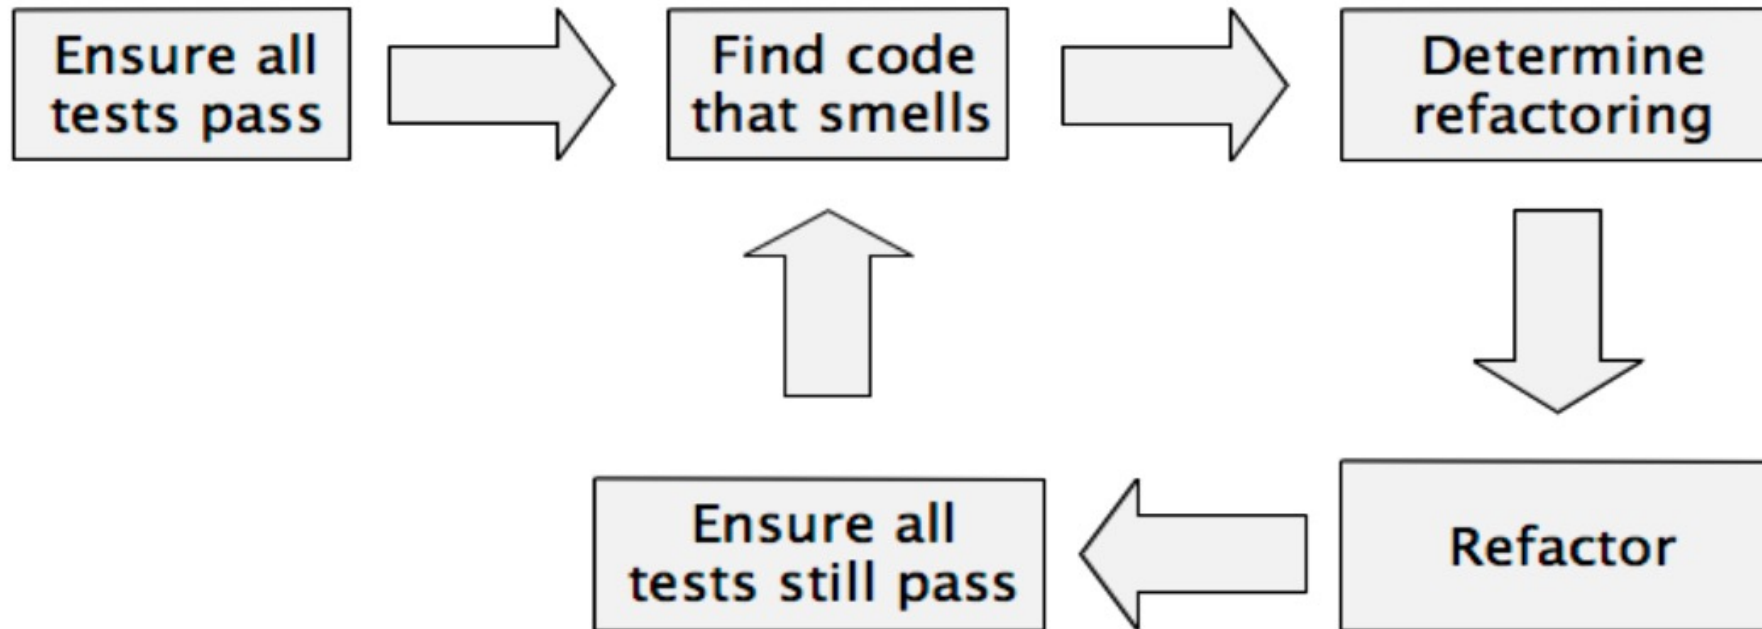 Ensure all
tests pass
Find code
that smells
Determine
refactoring
Refactor
Ensure all
tests still pass